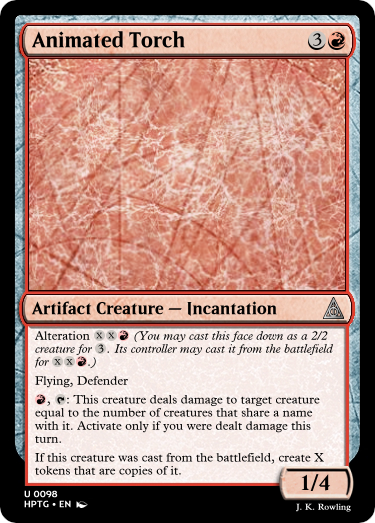 Animated Torch 3
Artifact Creature — Incantation
Alteration X X (You may cast this face down as a 2/2
creature for 3. Its controller may cast it from the battlefield
for X X .)
Flying, Defender
, : This creature deals damage to target creature
equal to the number of creatures that share a name
with it. Activate only if you were dealt damage this
turn.
If this creature was cast from the battlefield, create X
tokens that are copies of it.
1/4
U 0098
HPTG • EN
J. K. Rowling